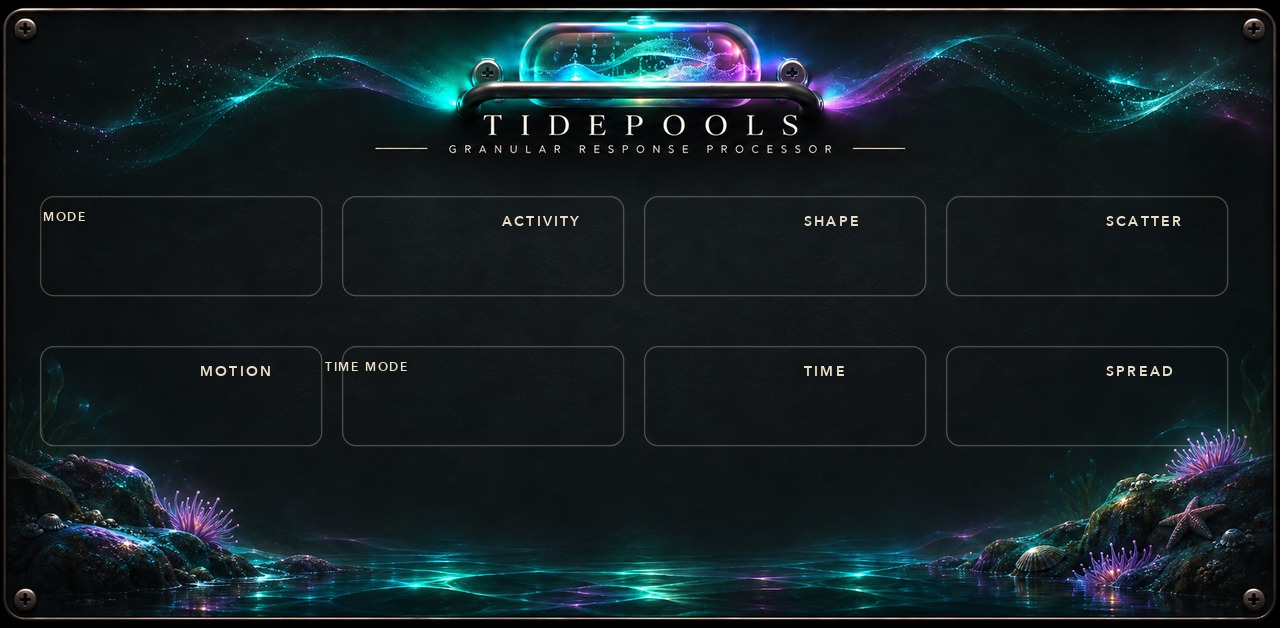 TIDEPOOLS
GRANULAR RESPONSE PROCESSOR
MODE
ACTIVITY
SHAPE
SCATTER
MOTION
TIME MODE
TIME
SPREAD